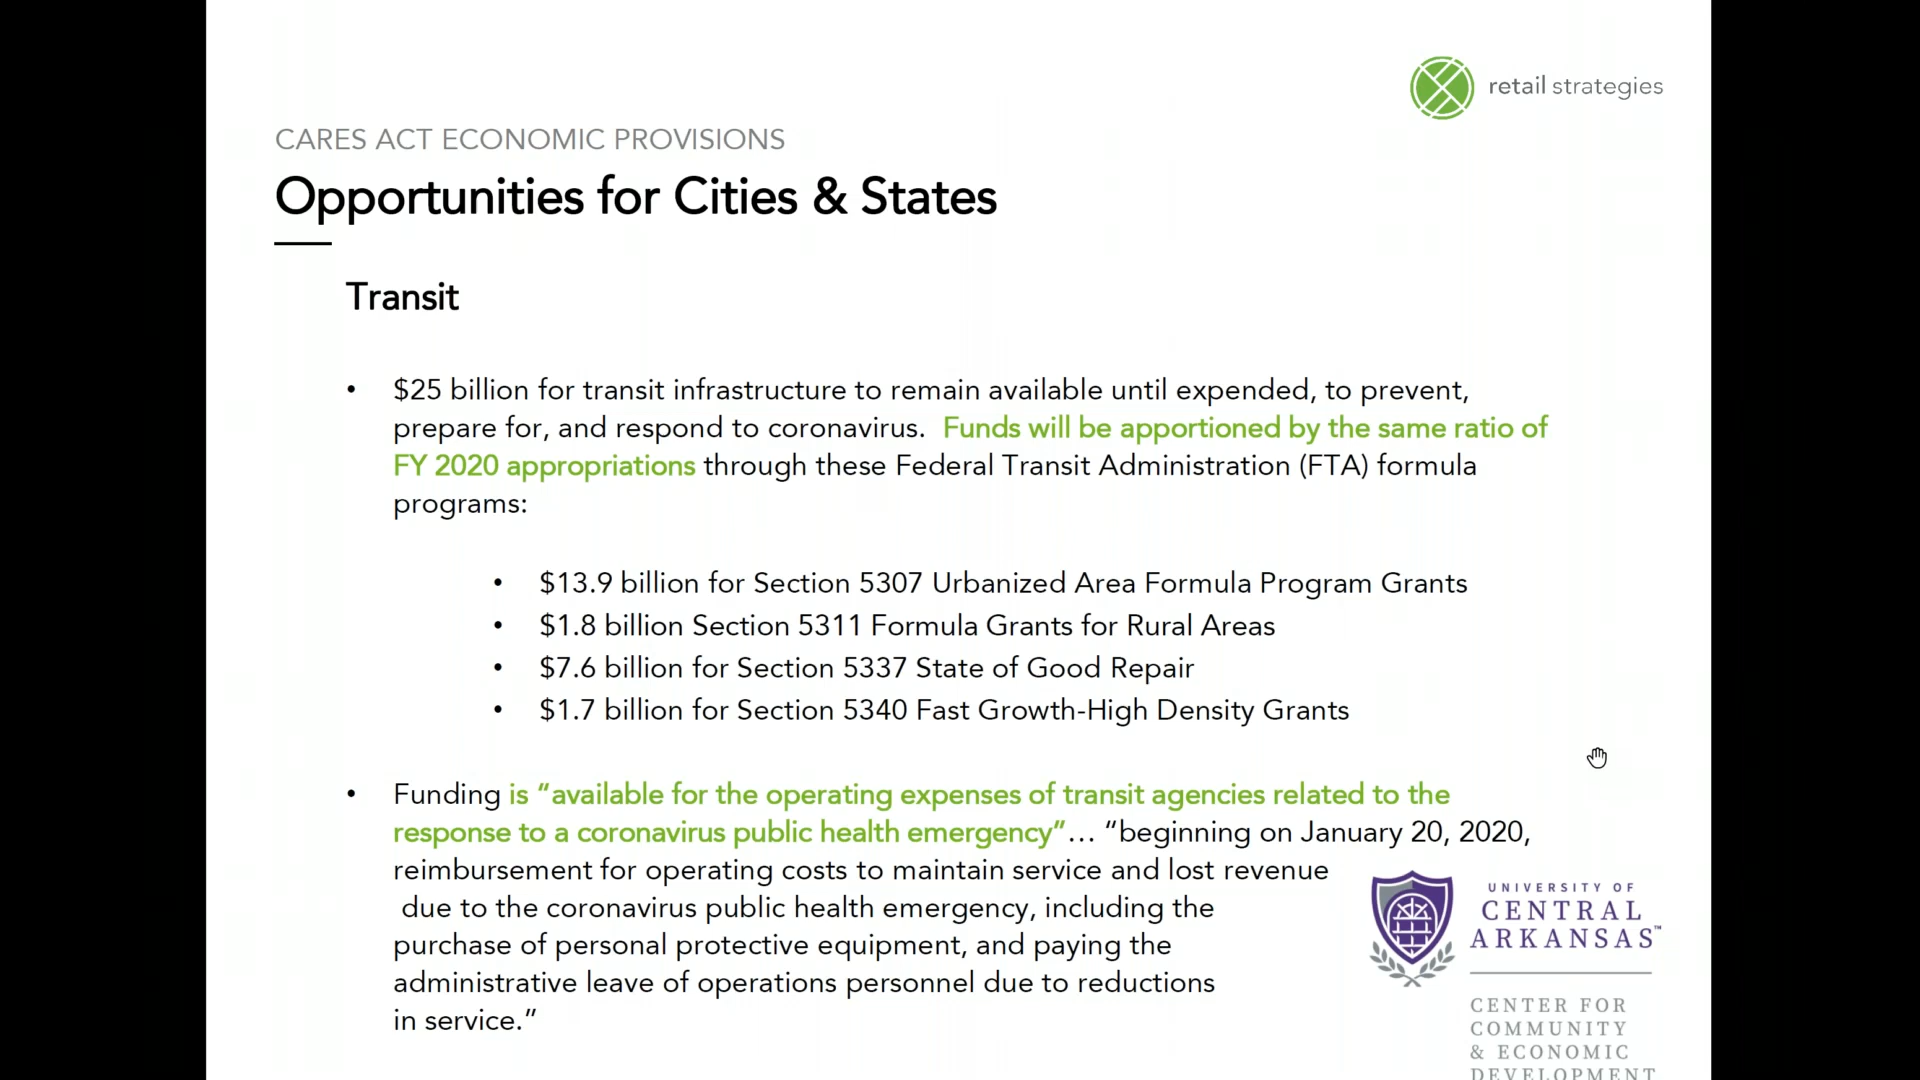 retail strategies
CARES ACT ECONOMIC PROVISIONS
Opportunities for Cities & States
Transit
• $25 billion for transit infrastructure to remain available until expended, to prevent,
prepare for, and respond to coronavirus. Funds will be apportioned by the same ratio of
FY 2020 appropriations through these Federal Transit Administration (FTA) formula
programs:
• $13.9 billion for Section 5307 Urbanized Area Formula Program Grants
• $1.8 billion Section 5311 Formula Grants for Rural Areas
• $7.6 billion for Section 5337 State of Good Repair
• $1.7 billion for Section 5340 Fast Growth-High Density Grants
• Funding is “available for the operating expenses of transit agencies related to the
response to a coronavirus public health emergency”… “beginning on January 20, 2020,
reimbursement for operating costs to maintain service and lost revenue
due to the coronavirus public health emergency, including the
purchase of personal protective equipment, and paying the
administrative leave of operations personnel due to reductions
in service.”
UNIVERSITY OF
CENTRAL
ARKANSAS™
CENTER FOR
COMMUNITY
& ECONOMIC
DEVELOPMENT